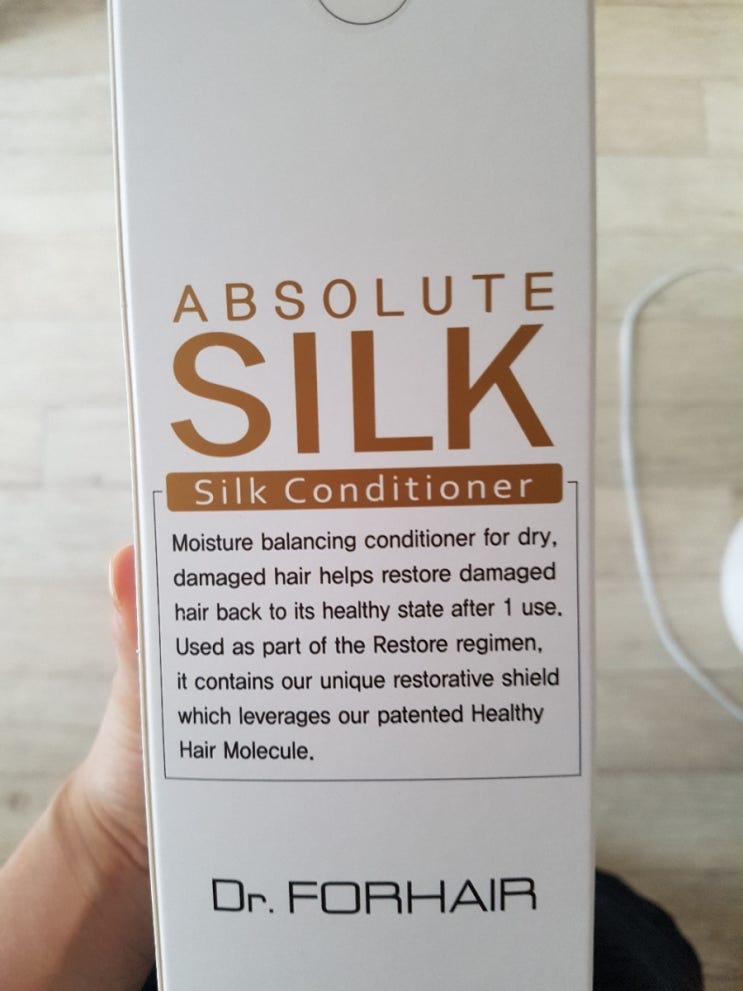 ABSOLUTE
SILK
Silk Conditioner
Moisture balancing conditioner for dry,
damaged hair helps restore damaged
hair back to its healthy state after 1 use.
Used as part of the Restore regimen,
it contains our unique restorative shield
which leverages our patented Healthy
Hair Molecule.
Dr. FORHAIR